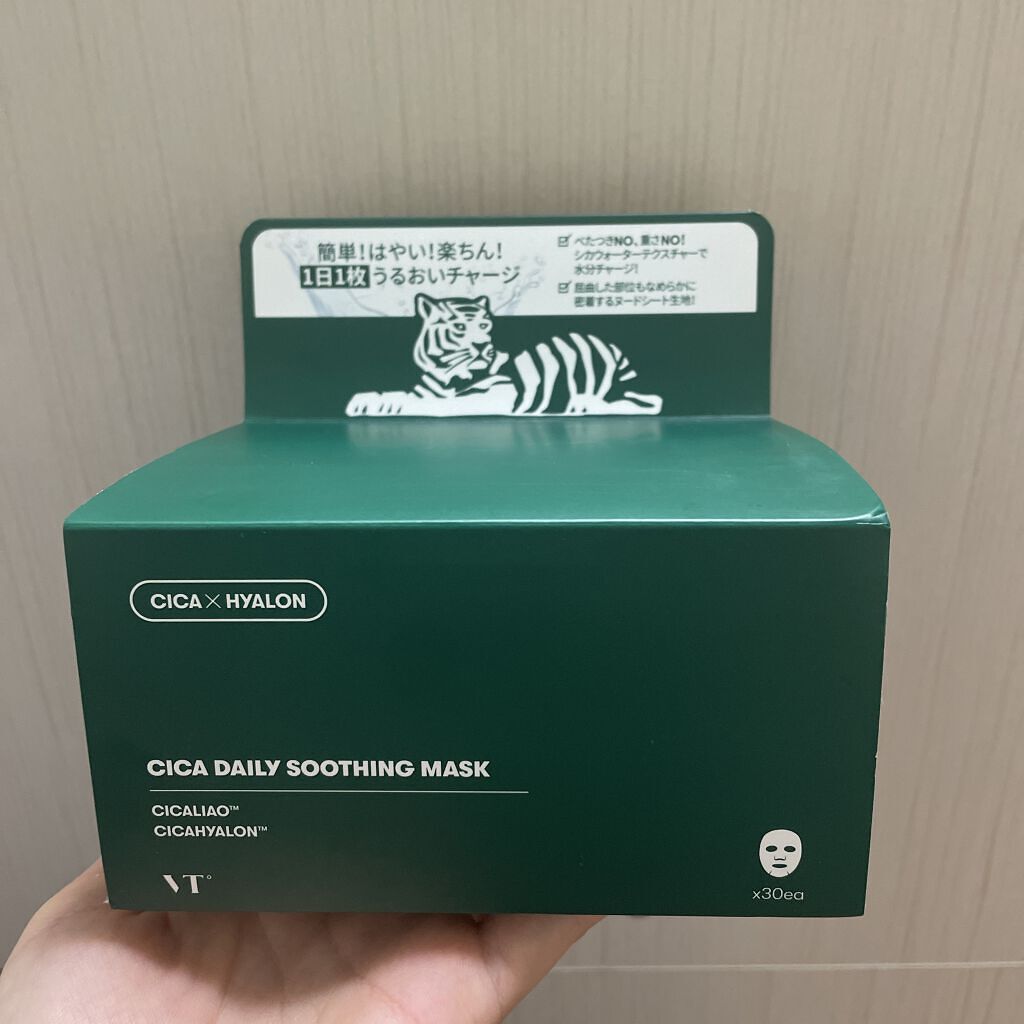 簡単!はやい!楽ちん!
1日1枚うるおいチャージ
べたつきNO、重さNO!
シカウォーターテクスチャーで
水分チャージ!
屈曲した部位もなめらかに
密着するヌードシート生地!
CICA×HYALON
CICA DAILY SOOTHING MASK
CICALIAO™
CICAHYALON™
VT°
x30ea